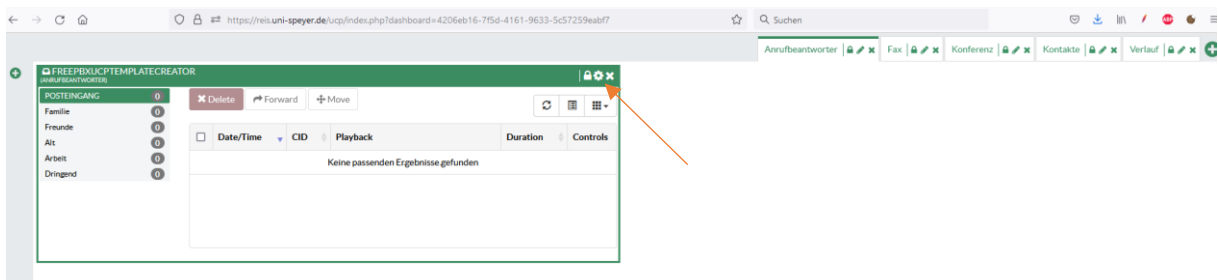 https://reis.uni-speyer.de/ucp/index.php?dashboard=4206eb16-7f5d-4161-9633-5c57259eabf7
Suchen
ABP
Anrufbeantworter
Fax
Konferenz
Kontakte
Verlauf
FREEPBXUCPTEMPLATECREATOR
(ANRUFBEANTWORTER)
POSTEINGANG 0
Familie 0
Freunde 0
Alt 0
Arbeit 0
Dringend 0
Delete Forward Move
Date/Time CID Playback Duration Controls
Keine passenden Ergebnisse gefunden